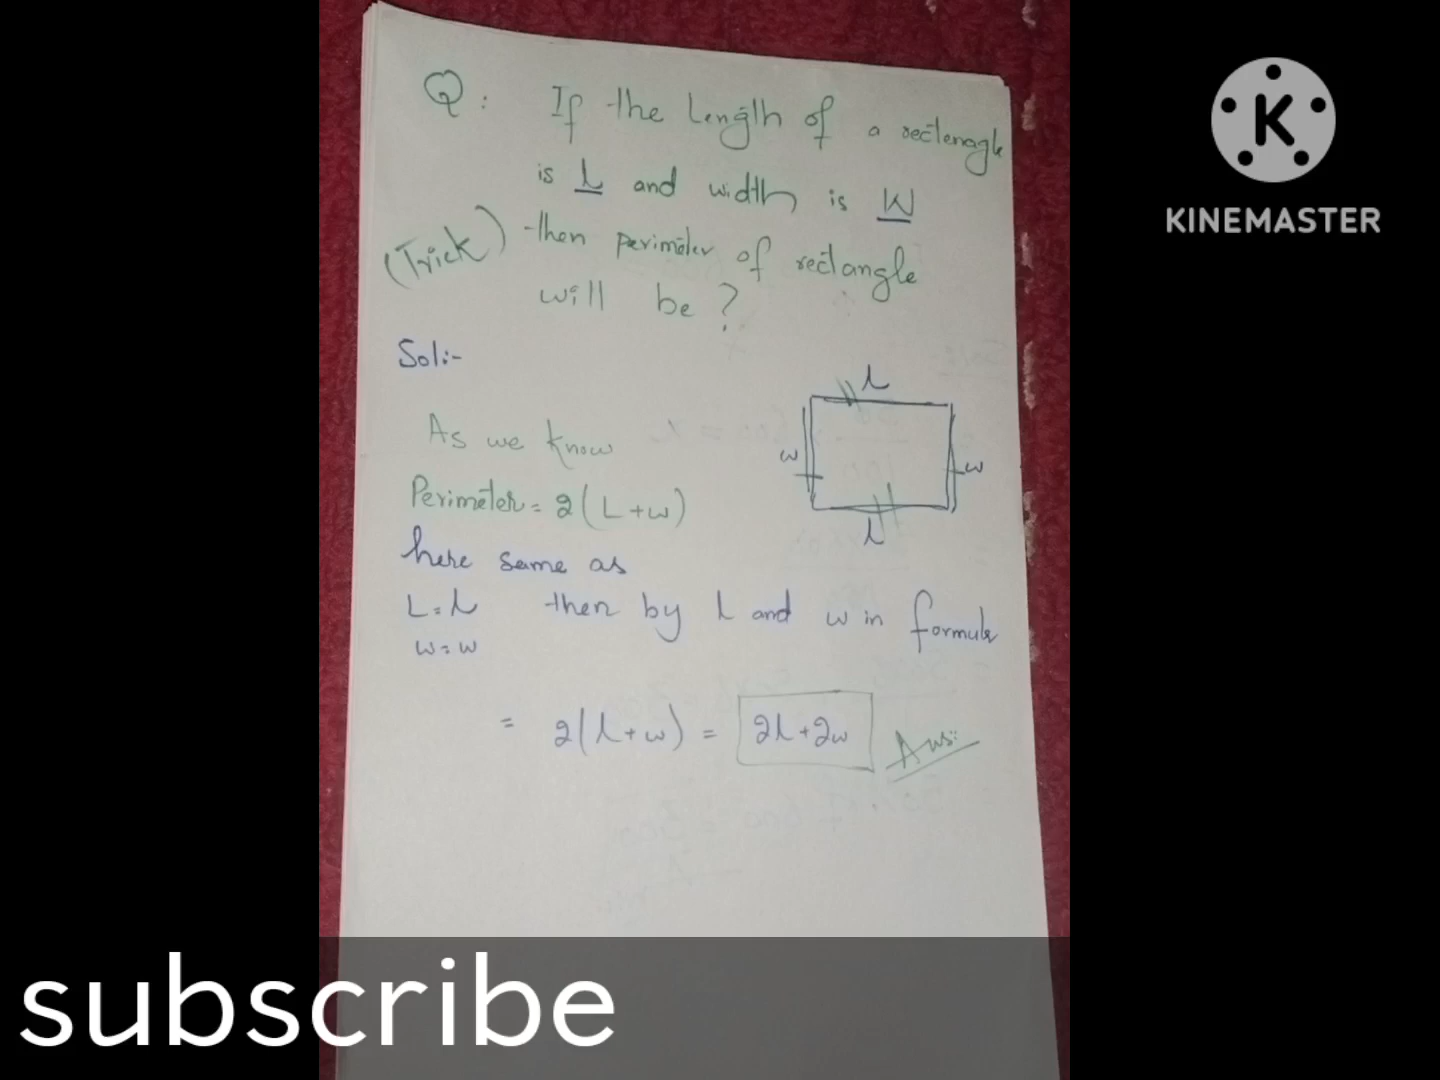 Q: If the Length of a rectenagle
is L and width is W
(Trick) then perimeter of rectangle
will be ?
Sol:-
As we know
Perimeter = 2(L+w)
here same as
L = L then by L and w in formula
w = w
= 2(L+w) = 2L+2w Ans:
L
w
w
L
K
KINEMASTER
subscribe